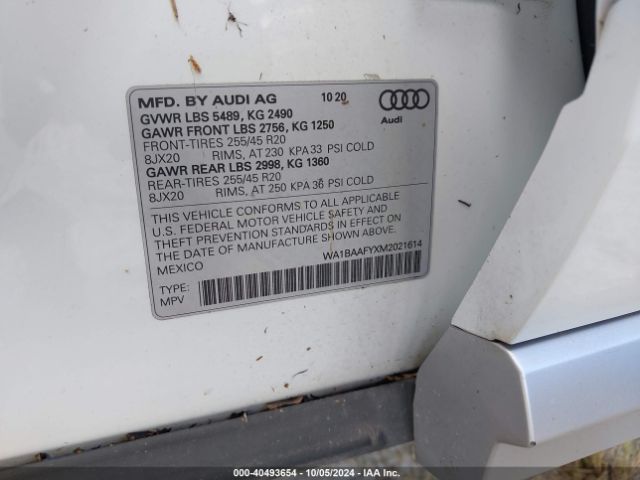 MFD. BY AUDI AG 10 20
GVWR LBS 5489, KG 2490
GAWR FRONT LBS 2756, KG 1250
FRONT-TIRES 255/45 R20
8JX20 RIMS, AT 230 KPA 33 PSI COLD
GAWR REAR LBS 2998, KG 1360
REAR-TIRES 255/45 R20
8JX20 RIMS, AT 250 KPA 36 PSI COLD
Audi
THIS VEHICLE CONFORMS TO ALL APPLICABLE
U.S. FEDERAL MOTOR VEHICLE SAFETY AND
THEFT PREVENTION STANDARDS IN EFFECT ON
THE DATE OF MANUFACTURE SHOWN ABOVE.
MEXICO
WA1BAAFYXM2021614
TYPE:
MPV
000-40493654 - 10/05/2024 - IAA Inc.